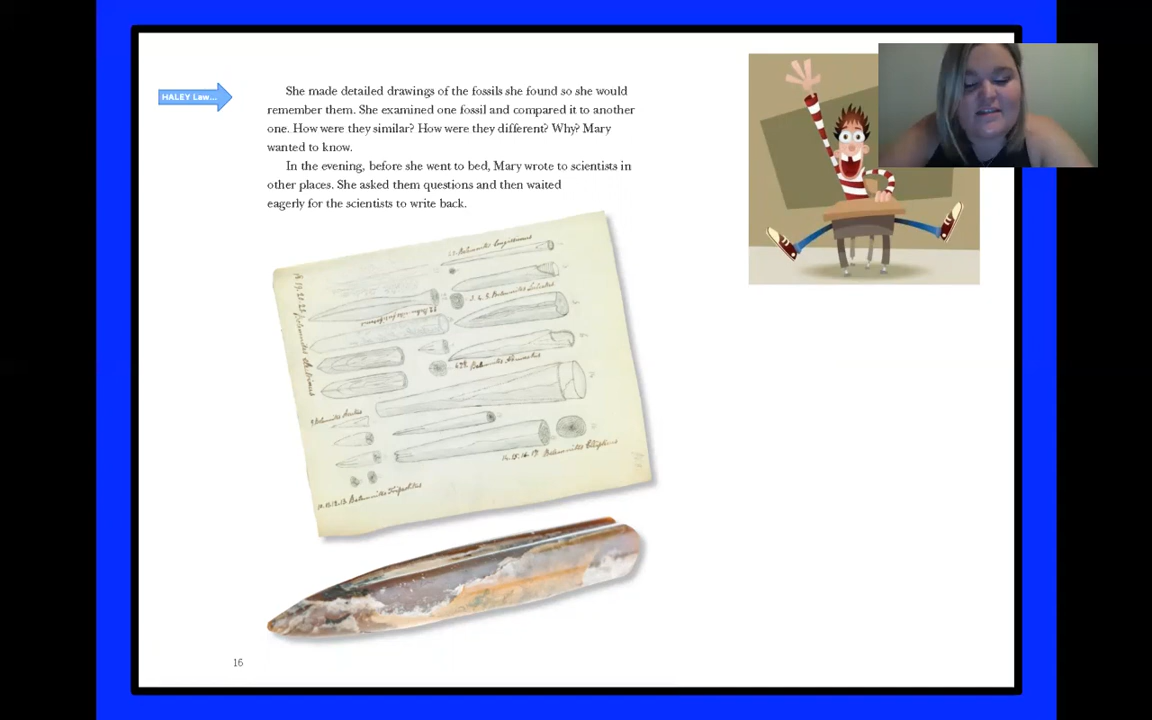 HALEY Law...
She made detailed drawings of the fossils she found so she would
remember them. She examined one fossil and compared it to another
one. How were they similar? How were they different? Why? Mary
wanted to know.
In the evening, before she went to bed, Mary wrote to scientists in
other places. She asked them questions and then waited
eagerly for the scientists to write back.
16